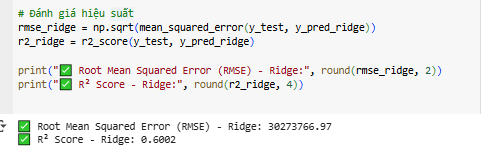 # Đánh giá hiệu suất
rmse_ridge = np.sqrt(mean_squared_error(y_test, y_pred_ridge))
r2_ridge = r2_score(y_test, y_pred_ridge)
print("✅ Root Mean Squared Error (RMSE) - Ridge:", round(rmse_ridge, 2))
print("✅ R² Score - Ridge:", round(r2_ridge, 4))
✅ Root Mean Squared Error (RMSE) - Ridge: 30273766.97
✅ R² Score - Ridge: 0.6002